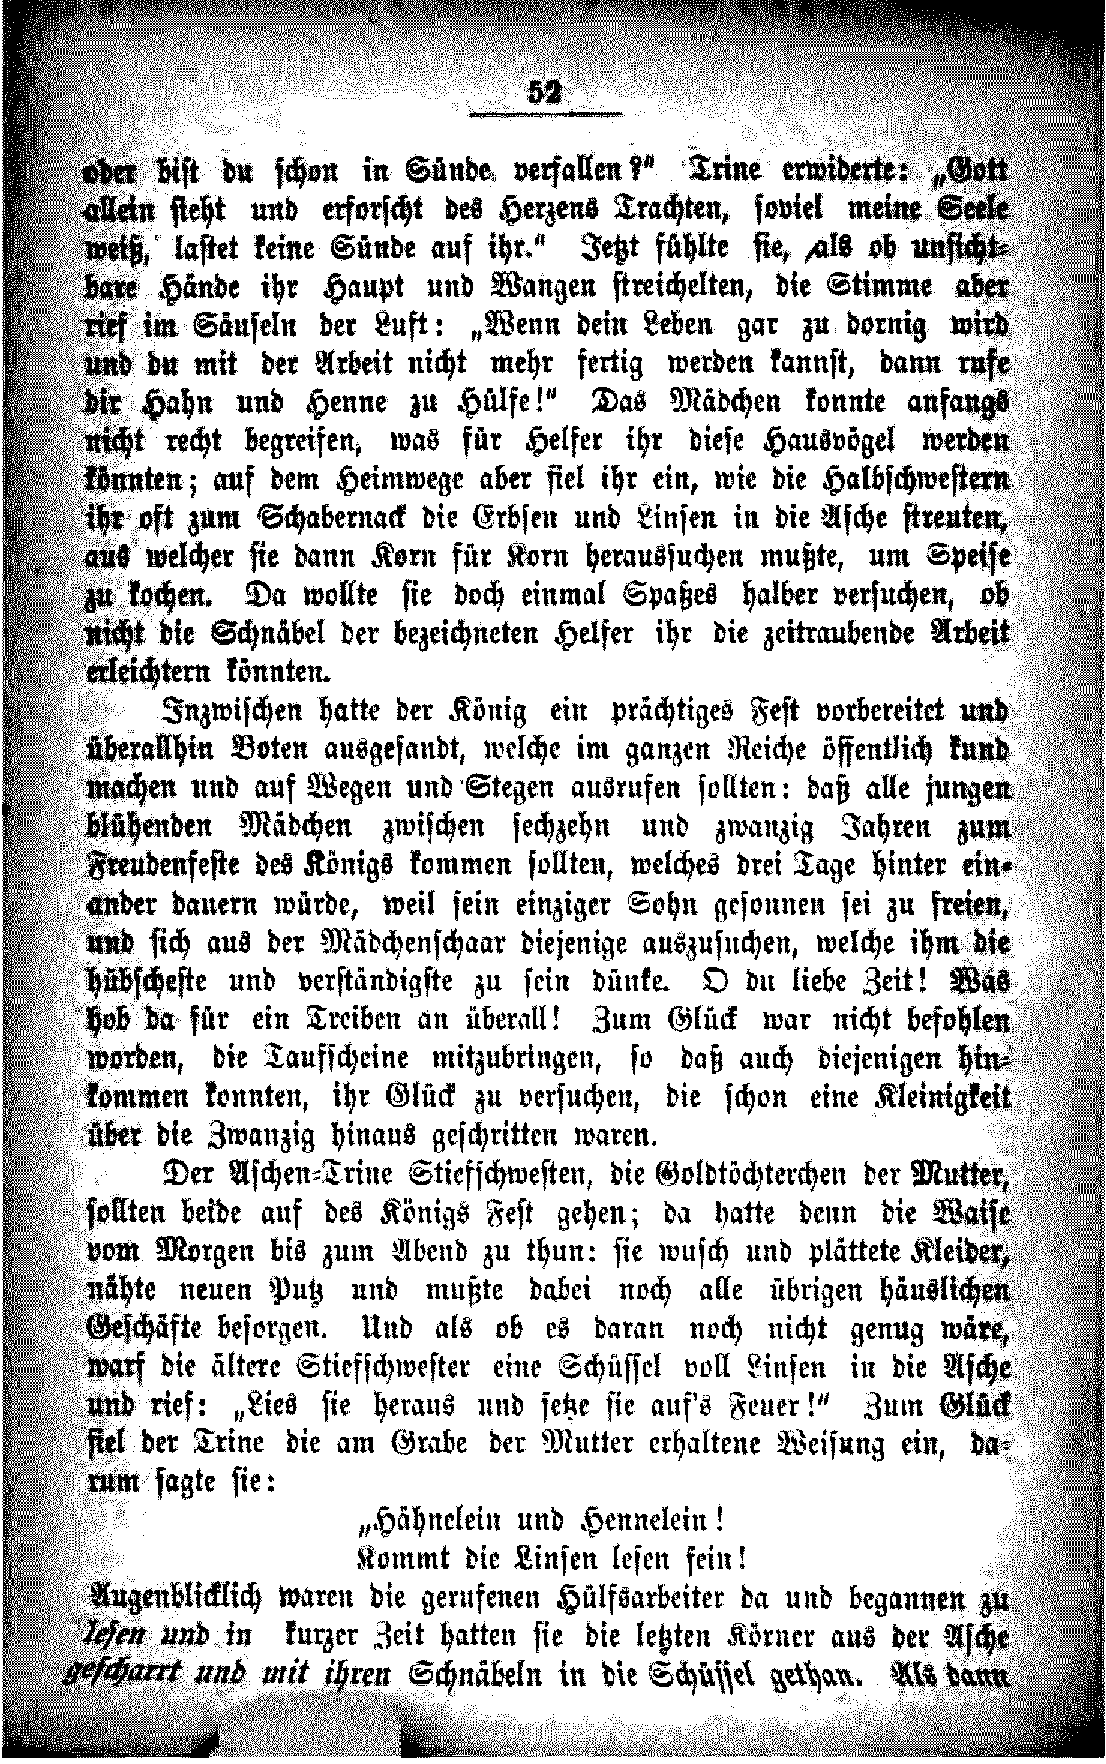 52
oder bist du schon in Sünde verfallen?" Trine erwiderte: „Gott
allein sieht und erforscht des Herzens Trachten, soviel meine Seele
weiß, lastet keine Sünde auf ihr." Jetzt fühlte sie, als ob unsicht-
bare Hände ihr Haupt und Wangen streichelten, die Stimme aber
rief im Säuseln der Luft: „Wenn dein Leben gar zu dornig wird
und du mit der Arbeit nicht mehr fertig werden kannst, dann rufe
dir Hahn und Henne zu Hülfe!" Das Mädchen konnte anfangs
nicht recht begreifen, was für Helfer ihr diese Hausvögel werden
könnten; auf dem Heimwege aber fiel ihr ein, wie die Halbschwestern
ihr oft zum Schabernack die Erbsen und Linsen in die Asche streuten,
aus welcher sie dann Korn für Korn heraussuchen mußte, um Speise
zu kochen. Da wollte sie doch einmal Spaßes halber versuchen, ob
nicht die Schnäbel der bezeichneten Helfer ihr die zeitraubende Arbeit
erleichtern könnten.
Inzwischen hatte der König ein prächtiges Fest vorbereitet und
überallhin Boten ausgesandt, welche im ganzen Reiche öffentlich kund
machen und auf Wegen und Stegen ausrufen sollten: daß alle jungen
blühenden Mädchen zwischen sechzehn und zwanzig Jahren zum
Freudenfeste des Königs kommen sollten, welches drei Tage hinter ein-
ander dauern würde, weil sein einziger Sohn gesonnen sei zu freien,
und sich aus der Mädchenschaar diejenige auszusuchen, welche ihm die
hübscheste und verständigste zu sein dünke. O du liebe Zeit! Was
hob da für ein Treiben an überall! Zum Glück war nicht befohlen
worden, die Taufscheine mitzubringen, so daß auch diejenigen hin-
kommen konnten, ihr Glück zu versuchen, die schon eine Kleinigkeit
über die Zwanzig hinaus geschritten waren.
Der Aschen-Trine Stiefschwesten, die Goldtöchterchen der Mutter,
sollten beide auf des Königs Fest gehen; da hatte denn die Waise
vom Morgen bis zum Abend zu thun: sie wusch und plättete Kleider,
nähte neuen Putz und mußte dabei noch alle übrigen häuslichen
Geschäfte besorgen. Und als ob es daran noch nicht genug wäre,
warf die ältere Stiefschwester eine Schüssel voll Linsen in die Asche
und rief: „Lies sie heraus und setze sie auf's Feuer!" Zum Glück
fiel der Trine die am Grabe der Mutter erhaltene Weisung ein, da-
rum sagte sie:
„Hähnelein und Hennelein!
Kommt die Linsen lesen fein!
Augenblicklich waren die gerufenen Hülfsarbeiter da und begannen zu
lesen und in kurzer Zeit hatten sie die letzten Körner aus der Asche
gescharrt und mit ihren Schnäbeln in die Schüssel gethan. Als dann